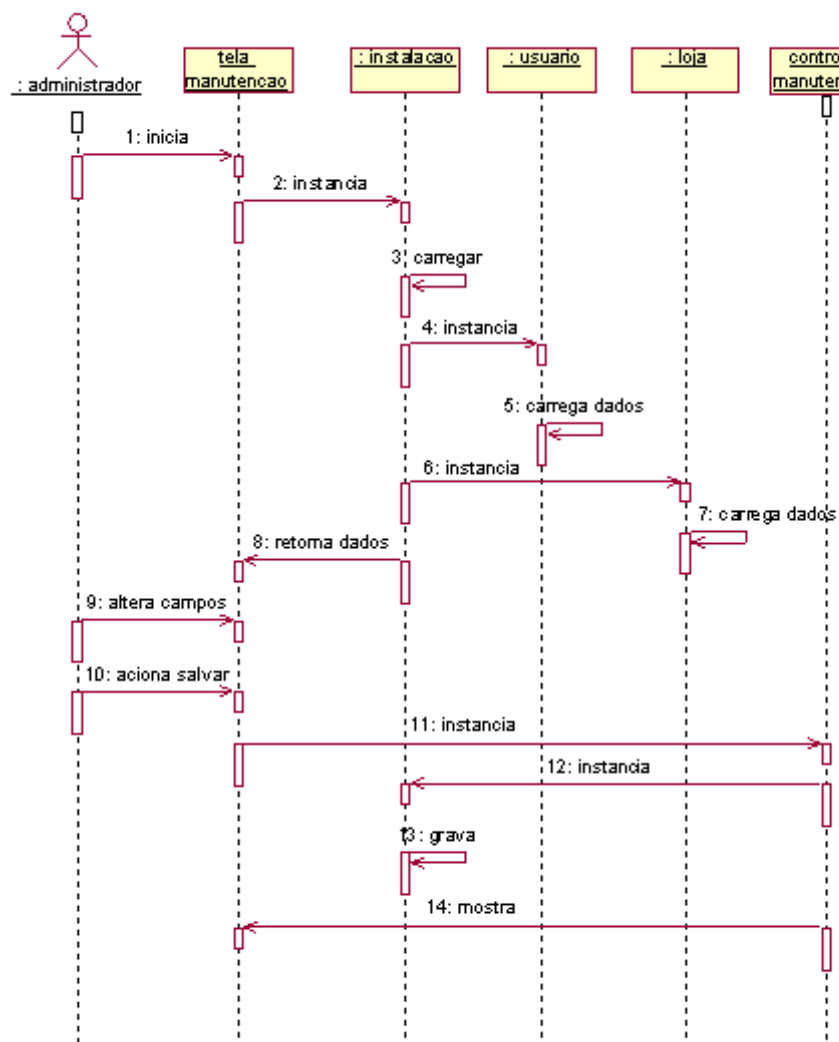 : administrador
tela
manutencao
: instalacao
: usuario
: loja
1: inicia
2: instancia
3: carregar
4: instancia
5: carrega dados
6: instancia
7: carrega dados
8: retorna dados
9: altera campos
10: aciona salvar
11: instancia
12: instancia
13: grava
14: mostra